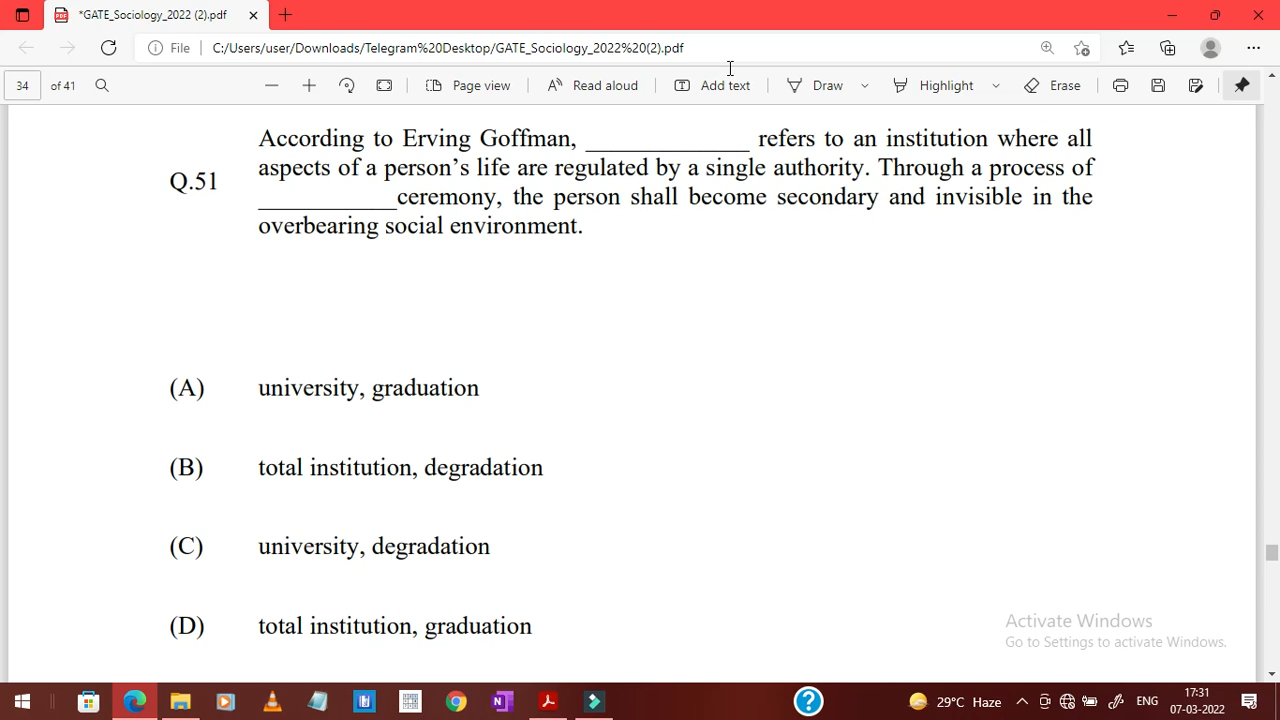 *GATE_Sociology_2022 (2).pdf
File
C:/Users/user/Downloads/Telegram%20Desktop/GATE_Sociology_2022%20(2).pdf
34 of 41
Page view
Read aloud
Add text
Draw
Highlight
Erase
Q.51
According to Erving Goffman, _____________ refers to an institution where all
aspects of a person's life are regulated by a single authority. Through a process of
___________ceremony, the person shall become secondary and invisible in the
overbearing social environment.
(A) university, graduation
(B) total institution, degradation
(C) university, degradation
(D) total institution, graduation
Activate Windows
Go to Settings to activate Windows.
29°C Haze
ENG
17:31
07-03-2022